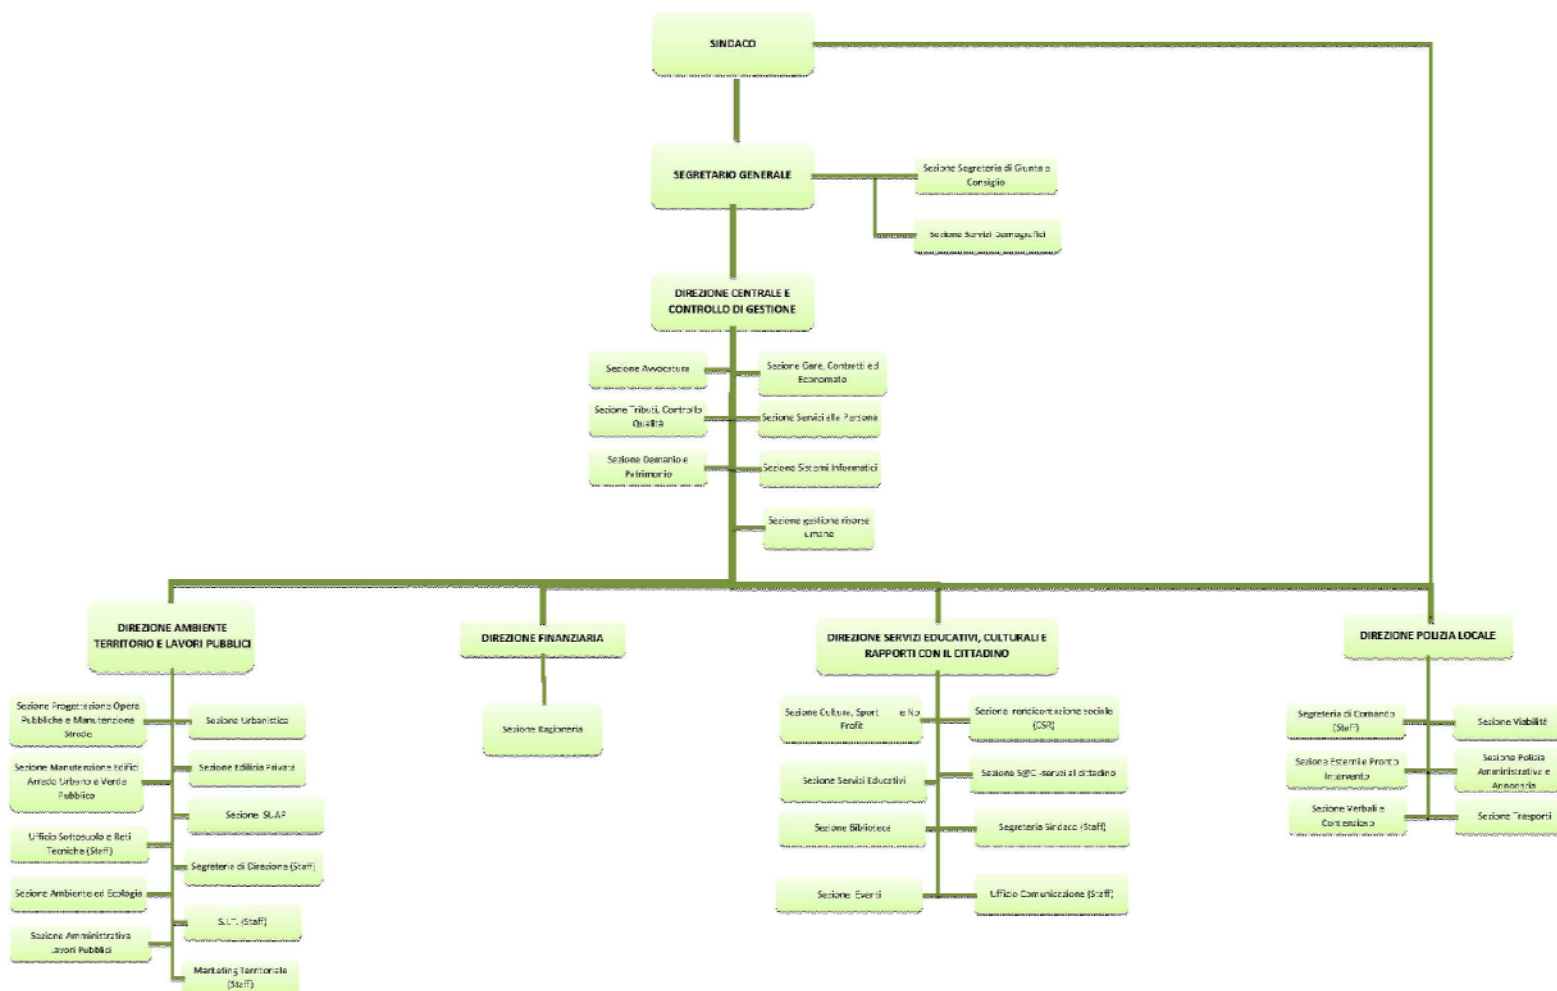 SINDACO
SEGRETARIO GENERALE
Sezione Segreteria di Giunta e
Consiglio
Sezione Servizi Demografici
DIREZIONE CENTRALE E
CONTROLLO DI GESTIONE
Sezione Avvocatura
Sezione Gare, Contratti ed
Economato
Sezione Tributi, Controllo
Qualità
Sezione Servizi alla Persona
Sezione Demanio e
Patrimonio
Sezione Sistemi Informatici
Sezione gestione risorse
umane
DIREZIONE AMBIENTE
TERRITORIO E LAVORI PUBBLICI
Sezione Progettazione Opere
Pubbliche e Manutenzione
Strade
Sezione Urbanistica
Sezione Manutenzione Edifici
Arredo Urbano e Verde
Pubblico
Sezione Edilizia Privata
Sezione SUAP
Ufficio Sottosuolo e Reti
Tecniche (Staff)
Segreteria di Direzione (Staff)
Sezione Ambiente ed Ecologia
S.I.T. (Staff)
Sezione Amministrativa
Lavori Pubblici
Marketing Territoriale
(Staff)
DIREZIONE FINANZIARIA
Sezione Ragioneria
DIREZIONE SERVIZI EDUCATIVI, CULTURALI E
RAPPORTI CON IL CITTADINO
Sezione Cultura, Sport e No
Profit
Sezione rendicontazione sociale
(CSR)
Sezione Servizi Educativi
Sezione S@C -servizi al cittadino
Sezione Biblioteca
Segreteria Sindaco (Staff)
Sezione Eventi
Ufficio Comunicazione (Staff)
DIREZIONE POLIZIA LOCALE
Segreteria di Comando
(Staff)
Sezione Viabilità
Sezione Esterni e Pronto
Intervento
Sezione Polizia
Amministrativa e
Annonaria
Sezione Verbali e
Contenzioso
Sezione Trasporti